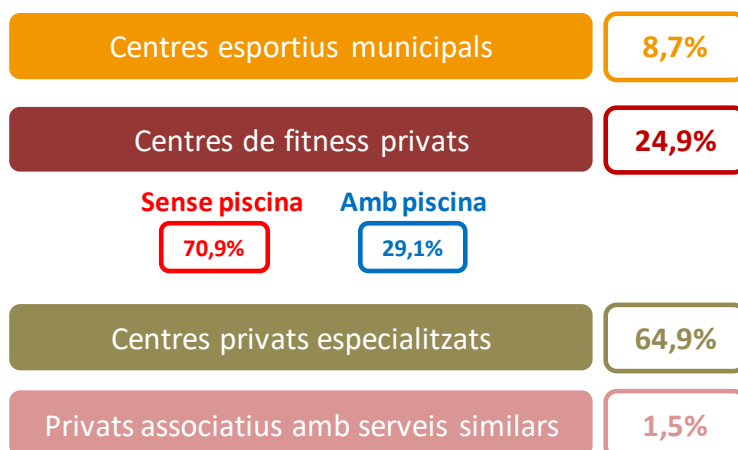 Centres esportius municipals 8,7%
Centres de fitness privats 24,9%
Sense piscina Amb piscina
70,9% 29,1%
Centres privats especialitzats 64,9%
Privats associatius amb serveis similars 1,5%